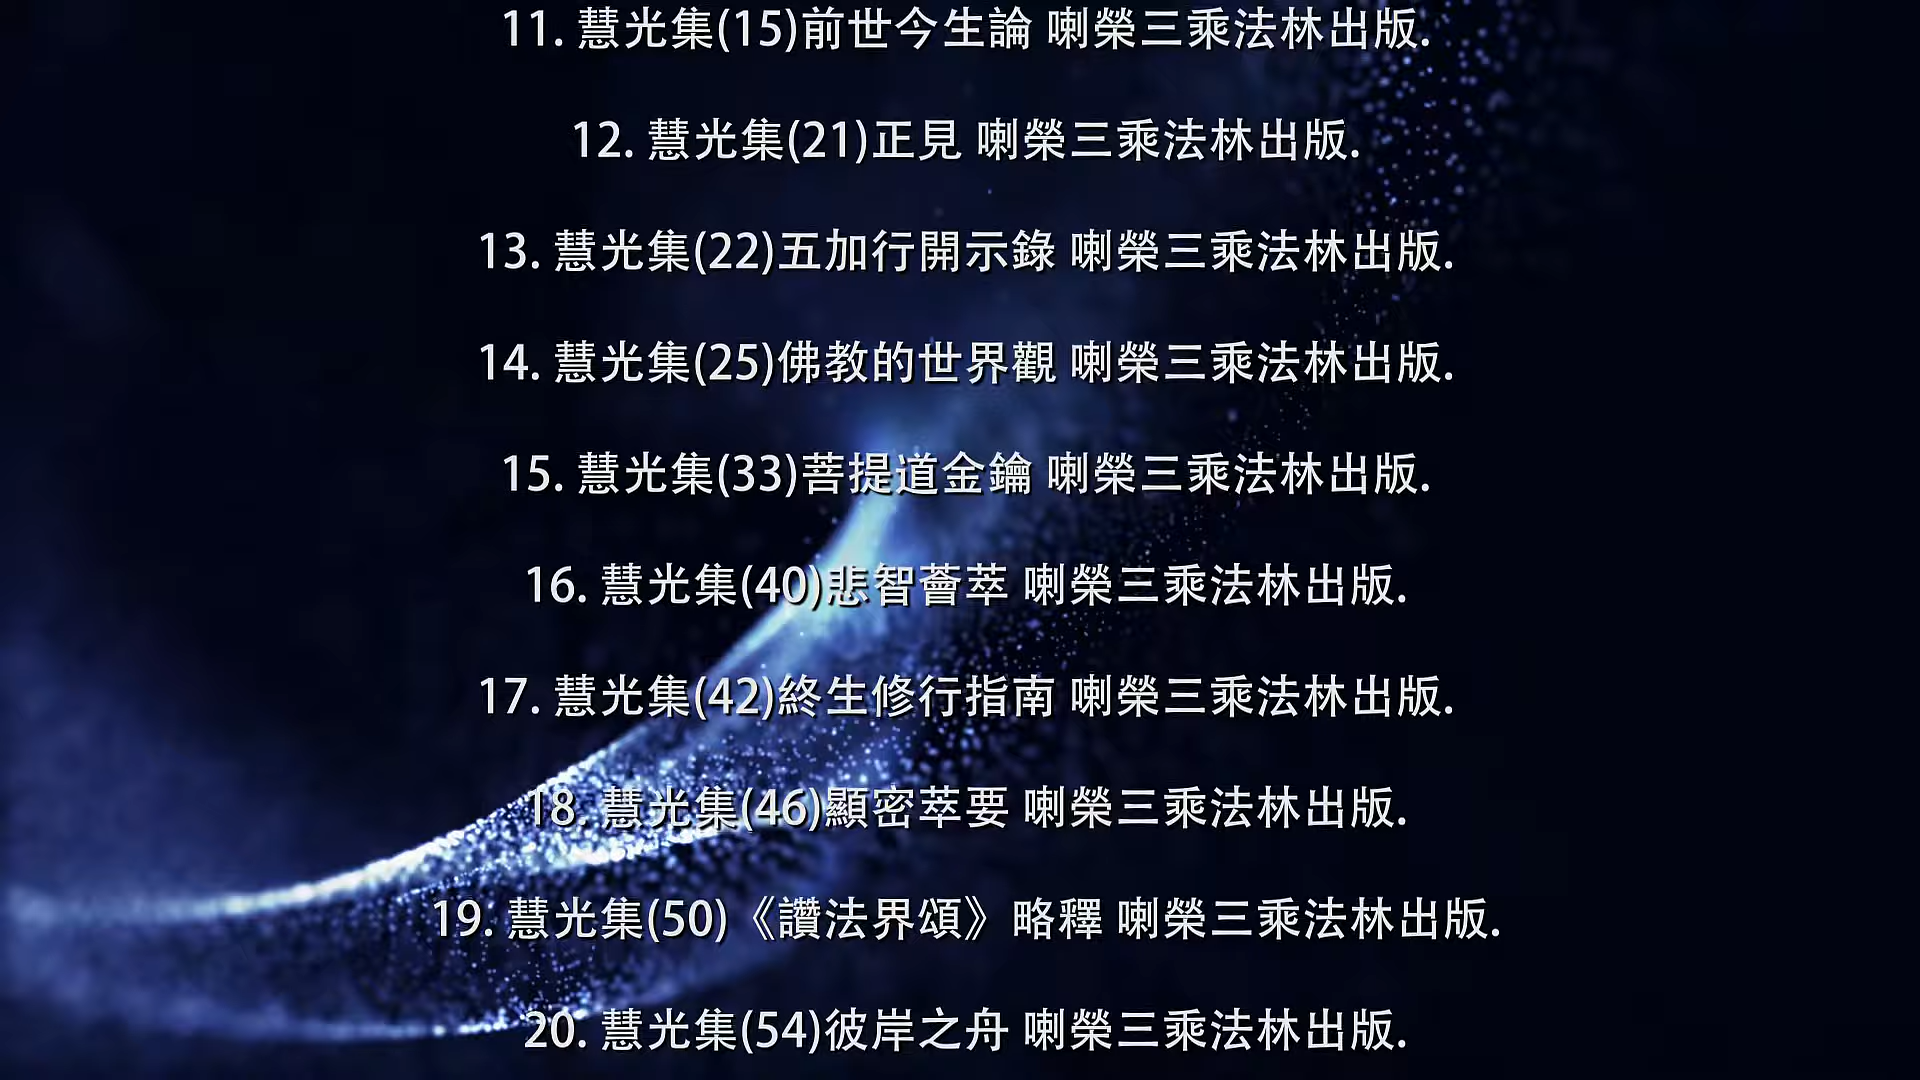 11. 慧光集(15)前世今生論 喇榮三乘法林出版.
12. 慧光集(21)正見 喇榮三乘法林出版.
13. 慧光集(22)五加行開示錄 喇榮三乘法林出版.
14. 慧光集(25)佛教的世界觀 喇榮三乘法林出版.
15. 慧光集(33)菩提道金鑰 喇榮三乘法林出版.
16. 慧光集(40)悲智薈萃 喇榮三乘法林出版.
17. 慧光集(42)終生修行指南 喇榮三乘法林出版.
18. 慧光集(46)顯密萃要 喇榮三乘法林出版.
19. 慧光集(50)《讚法界頌》略釋 喇榮三乘法林出版.
20. 慧光集(54)彼岸之舟 喇榮三乘法林出版.